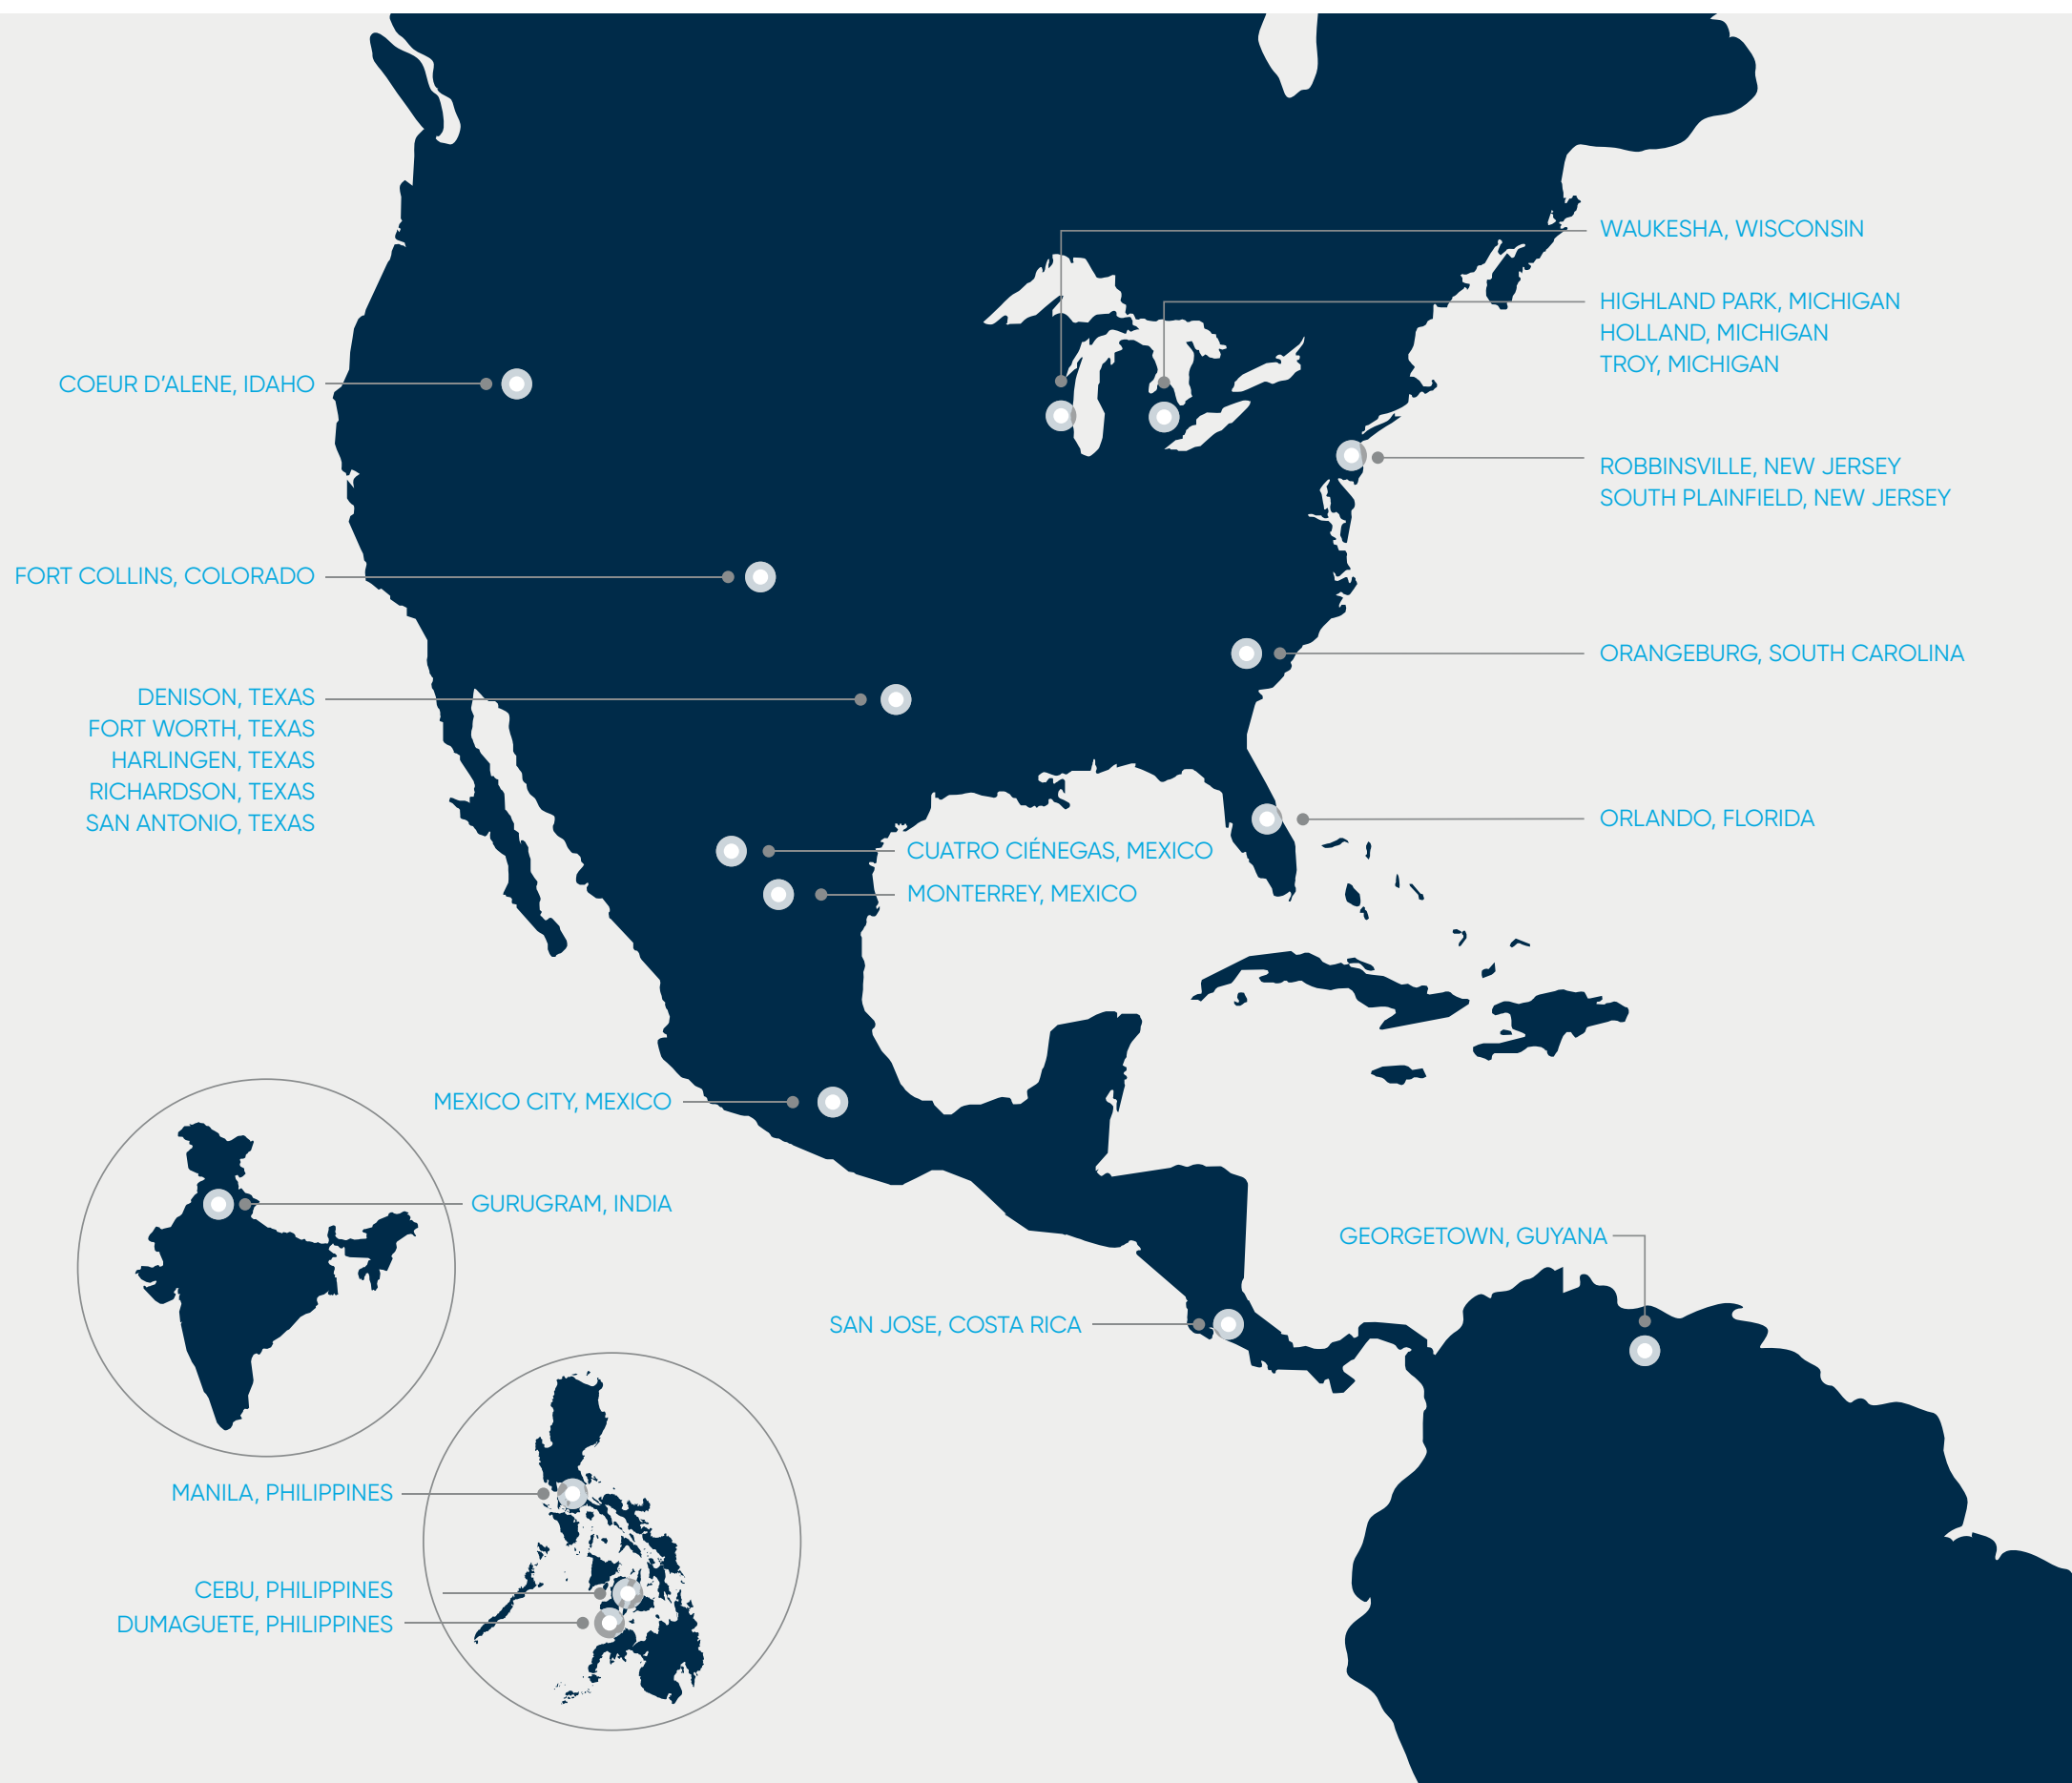 WAUKESHA, WISCONSIN
HIGHLAND PARK, MICHIGAN
HOLLAND, MICHIGAN
TROY, MICHIGAN
COEUR D’ALENE, IDAHO
ROBBINSVILLE, NEW JERSEY
SOUTH PLAINFIELD, NEW JERSEY
FORT COLLINS, COLORADO
ORANGEBURG, SOUTH CAROLINA
DENISON, TEXAS
FORT WORTH, TEXAS
HARLINGEN, TEXAS
RICHARDSON, TEXAS
SAN ANTONIO, TEXAS
ORLANDO, FLORIDA
CUATRO CIÉNEGAS, MEXICO
MONTERREY, MEXICO
MEXICO CITY, MEXICO
GURUGRAM, INDIA
GEORGETOWN, GUYANA
SAN JOSE, COSTA RICA
MANILA, PHILIPPINES
CEBU, PHILIPPINES
DUMAGUETE, PHILIPPINES